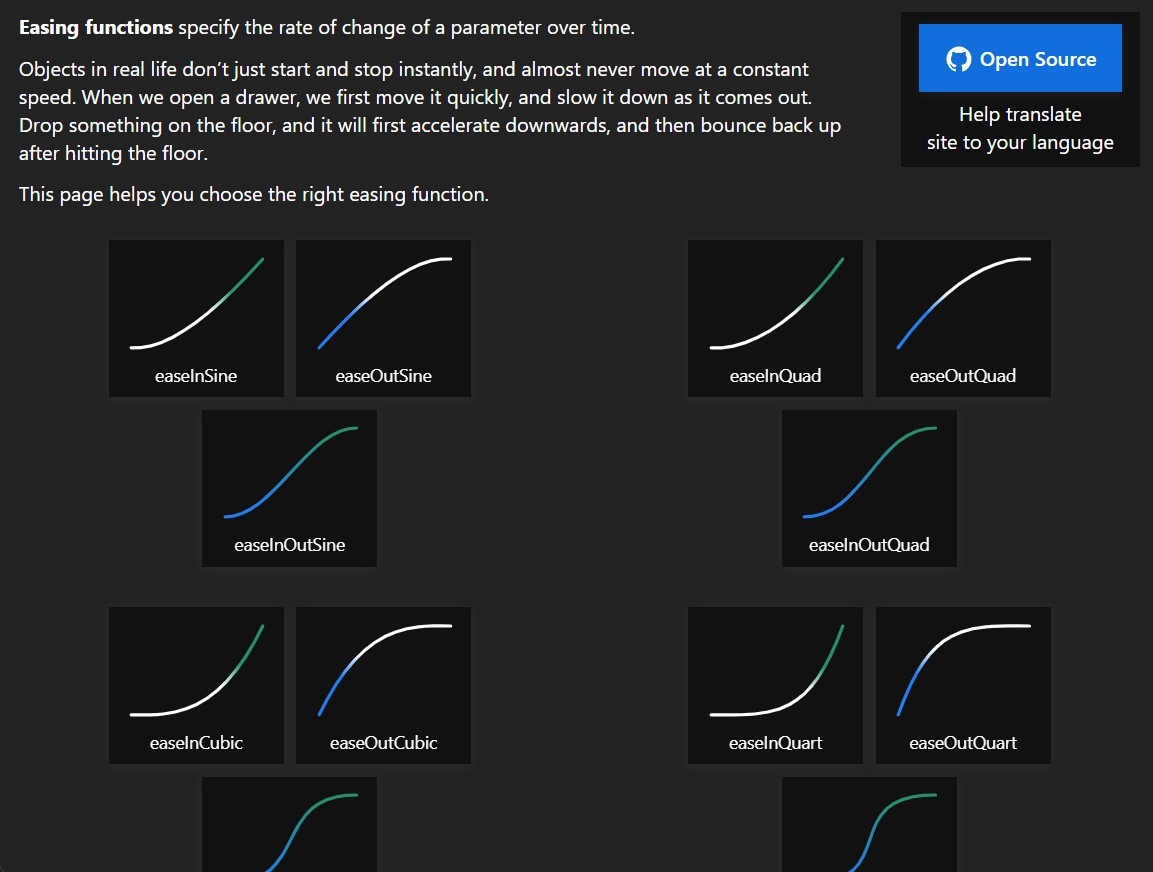 Easing functions specify the rate of change of a parameter over time.
Objects in real life don’t just start and stop instantly, and almost never move at a constant
speed. When we open a drawer, we first move it quickly, and slow it down as it comes out.
Drop something on the floor, and it will first accelerate downwards, and then bounce back up
after hitting the floor.
This page helps you choose the right easing function.
Open Source
Help translate
site to your language
easeInSine
easeOutSine
easeInQuad
easeOutQuad
easeInOutSine
easeInOutQuad
easeInCubic
easeOutCubic
easeInQuart
easeOutQuart